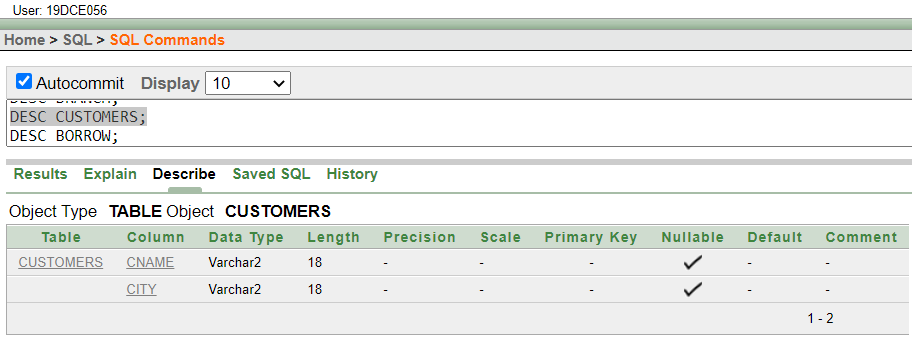 User: 19DCE056
Home > SQL > SQL Commands
Autocommit Display 10
DESC BRANCH;
DESC CUSTOMERS;
DESC BORROW;
Results Explain Describe Saved SQL History
Object Type TABLE Object CUSTOMERS
Table Column Data Type Length Precision Scale Primary Key Nullable Default Comment
CUSTOMERS CNAME Varchar2 18 - - - ✓ - -
CITY Varchar2 18 - - - ✓ - -
1 - 2